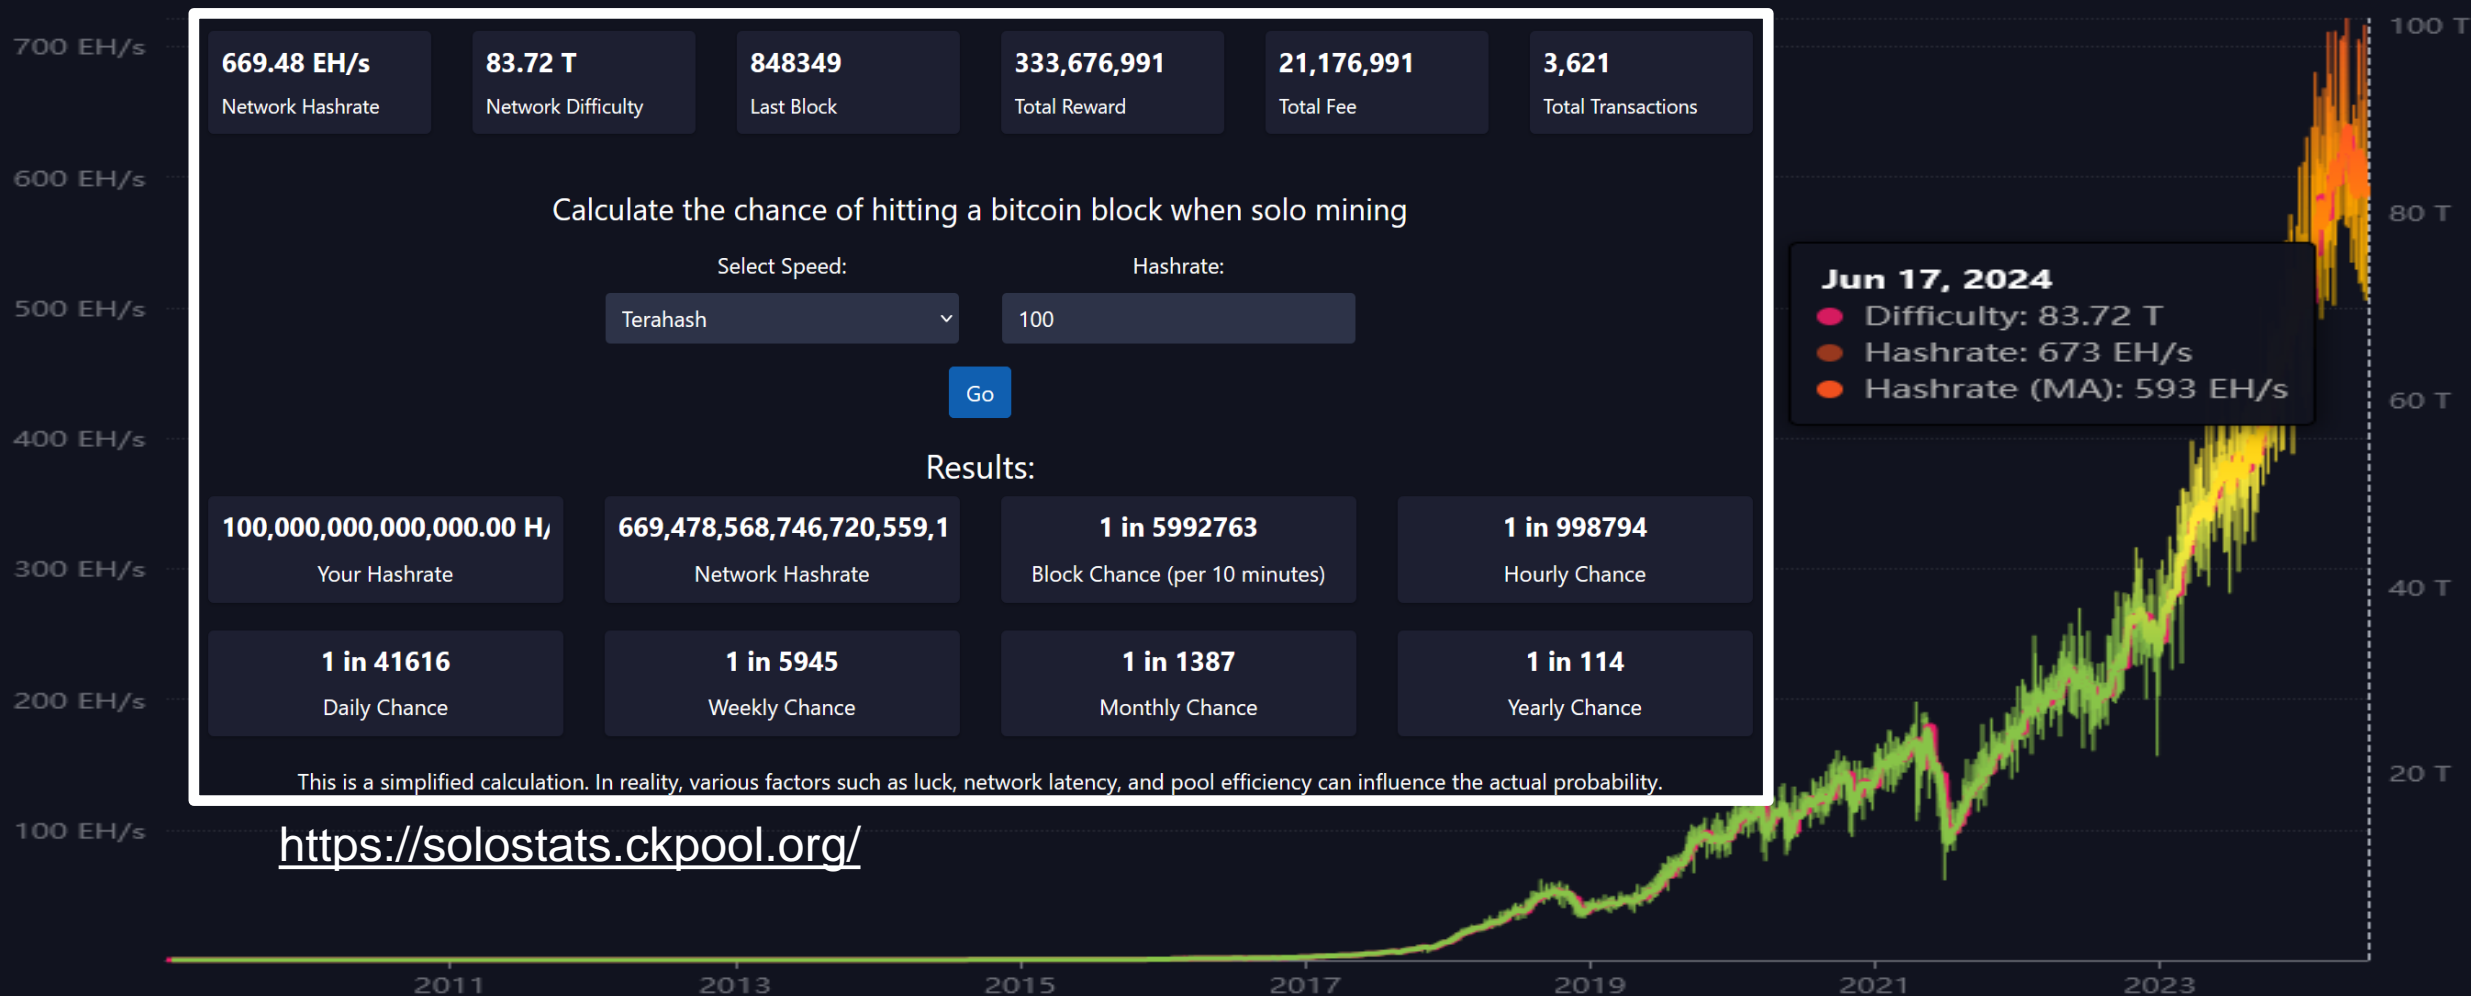 669.48 EH/s
Network Hashrate
83.72 T
Network Difficulty
848349
Last Block
333,676,991
Total Reward
21,176,991
Total Fee
3,621
Total Transactions
Calculate the chance of hitting a bitcoin block when solo mining
Select Speed:
Hashrate:
Terahash
100
Go
Results:
100,000,000,000,000.00 H/
Your Hashrate
669,478,568,746,720,559,1
Network Hashrate
1 in 5992763
Block Chance (per 10 minutes)
1 in 998794
Hourly Chance
1 in 41616
Daily Chance
1 in 5945
Weekly Chance
1 in 1387
Monthly Chance
1 in 114
Yearly Chance
This is a simplified calculation. In reality, various factors such as luck, network latency, and pool efficiency can influence the actual probability.
https://solostats.ckpool.org/
Jun 17, 2024
Difficulty: 83.72 T
Hashrate: 673 EH/s
Hashrate (MA): 593 EH/s
700 EH/s
600 EH/s
500 EH/s
400 EH/s
300 EH/s
200 EH/s
100 EH/s
100 T
80 T
60 T
40 T
20 T
2011
2013
2015
2017
2019
2021
2023